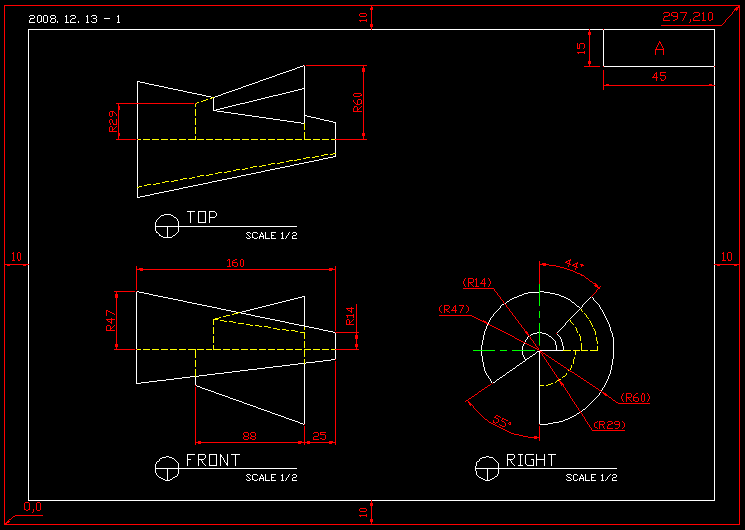 2008.12.13 - 1
10
297,210
15
A
45
R29
R60
TOP
SCALE 1/2
10
10
160
R47
R14
88
25
FRONT
SCALE 1/2
44°
(R14)
(R47)
(R60)
(R29)
55°
RIGHT
SCALE 1/2
0,0
10